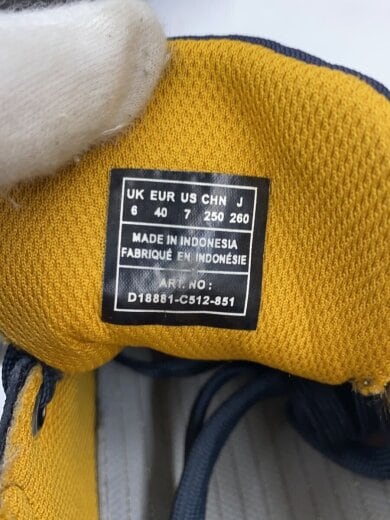 UK EUR US CHN J
6 40 7 250 260
MADE IN INDONESIA
FABRIQUÉ EN INDONÉSIE
ART. NO :
D18881-C512-851